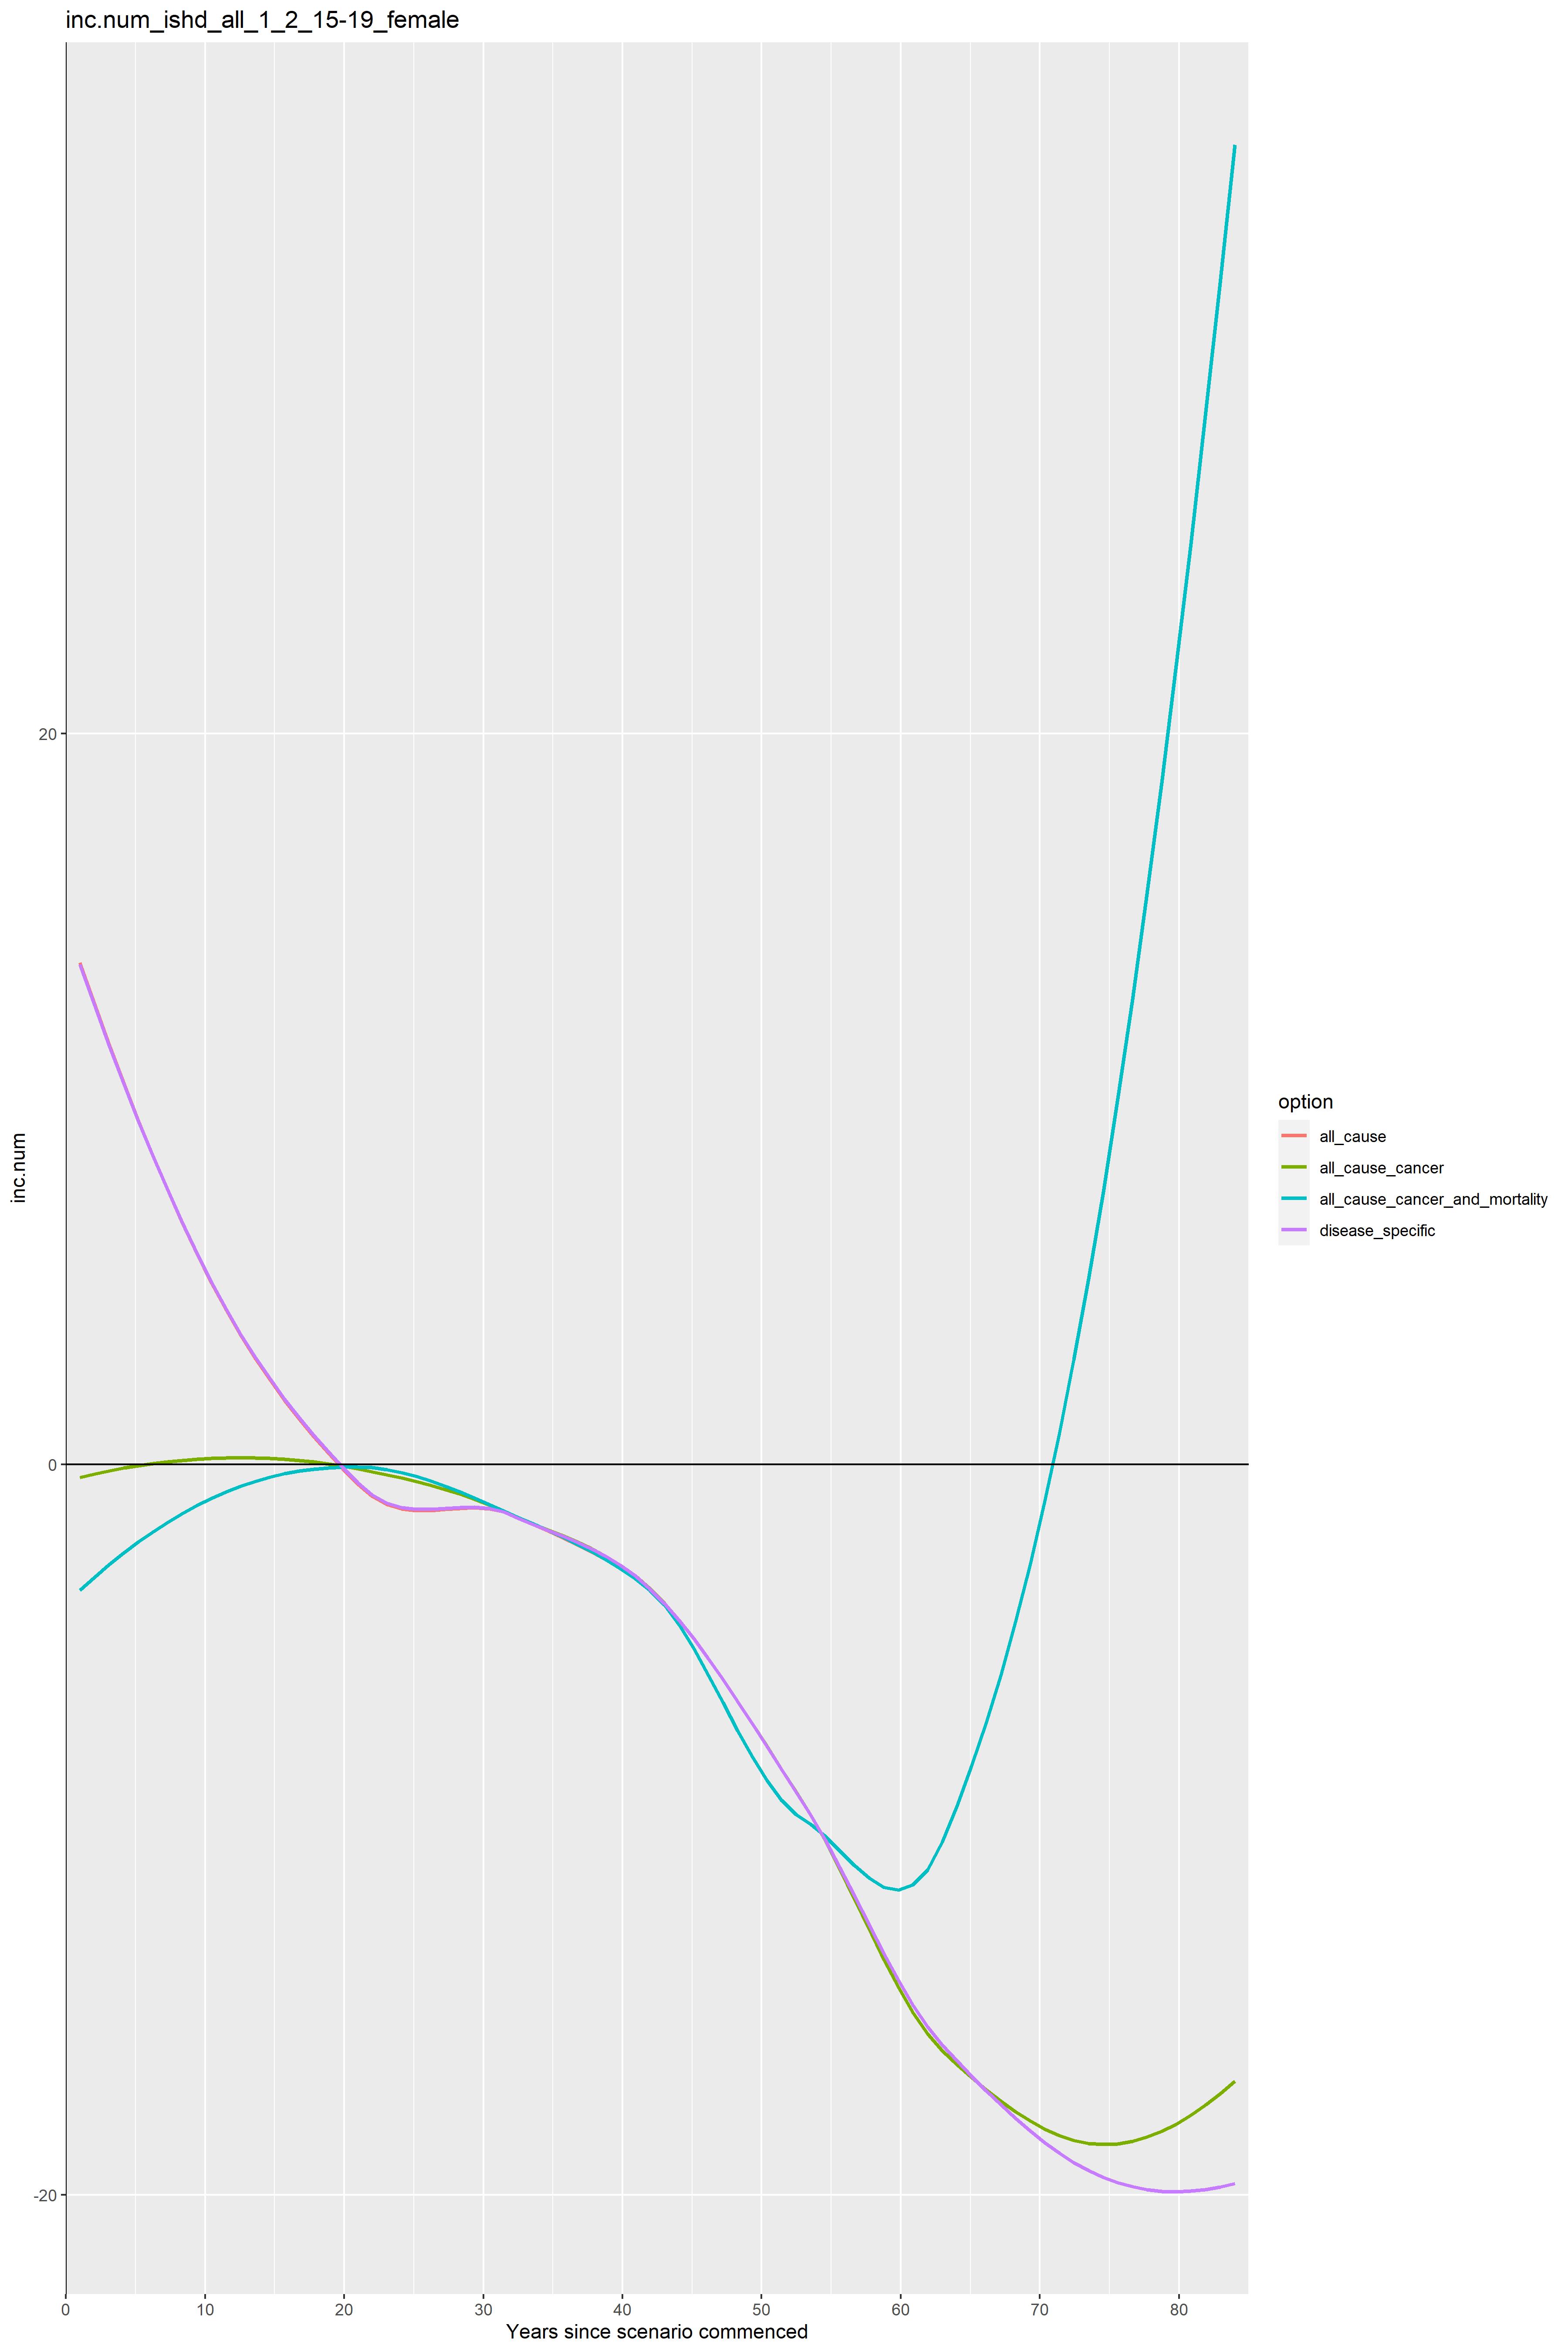 inc.num_ishd_all_1_2_15-19_female
inc.num
20
0
-20
0 10 20 30 40 50 60 70 80
Years since scenario commenced
option
all_cause
all_cause_cancer
all_cause_cancer_and_mortality
disease_specific